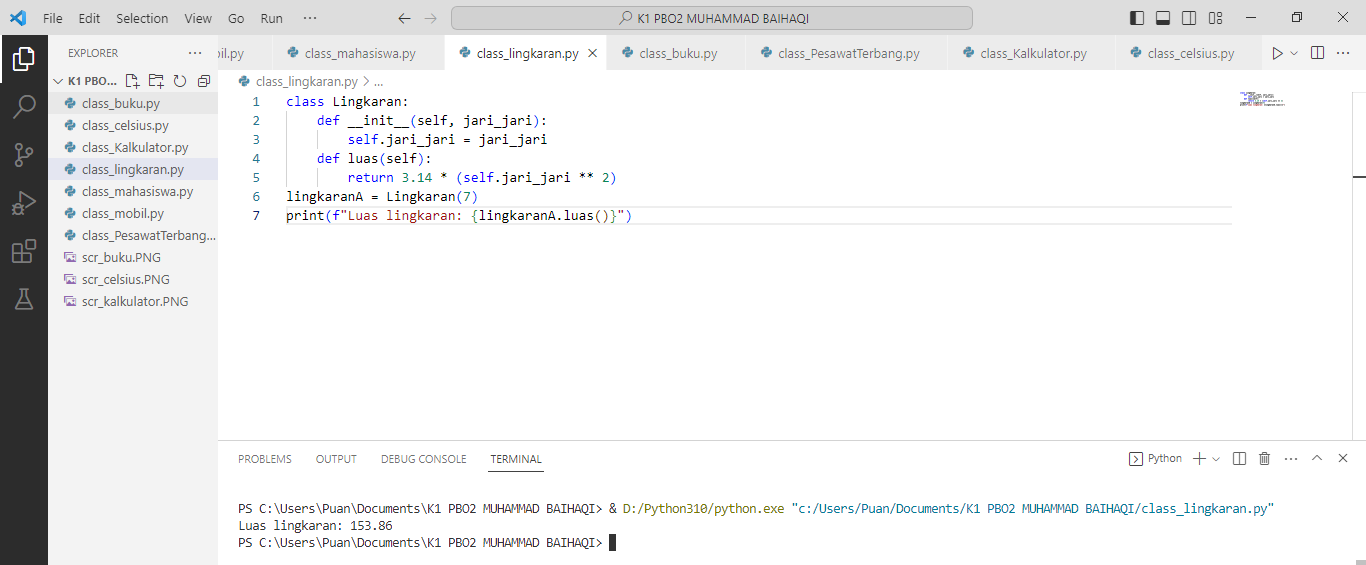 File Edit Selection View Go Run ··· K1 PBO2 MUHAMMAD BAIHAQI
EXPLORER ···
K1 PBO...
class_buku.py
class_celsius.py
class_Kalkulator.py
class_lingkaran.py
class_mahasiswa.py
class_mobil.py
class_PesawatTerbang...
scr_buku.PNG
scr_celsius.PNG
scr_kalkulator.PNG
bil.py class_mahasiswa.py class_lingkaran.py class_buku.py class_PesawatTerbang.py class_Kalkulator.py class_celsius.py ···
class_lingkaran.py > ...
1 class Lingkaran:
2 def __init__(self, jari_jari):
3 self.jari_jari = jari_jari
4 def luas(self):
5 return 3.14 * (self.jari_jari ** 2)
6 lingkaranA = Lingkaran(7)
7 print(f"Luas lingkaran: {lingkaranA.luas()}")
PROBLEMS OUTPUT DEBUG CONSOLE TERMINAL Python ···
PS C:\Users\Puan\Documents\K1 PBO2 MUHAMMAD BAIHAQI> & D:/Python310/python.exe "c:/Users/Puan/Documents/K1 PBO2 MUHAMMAD BAIHAQI/class_lingkaran.py"
Luas lingkaran: 153.86
PS C:\Users\Puan\Documents\K1 PBO2 MUHAMMAD BAIHAQI>